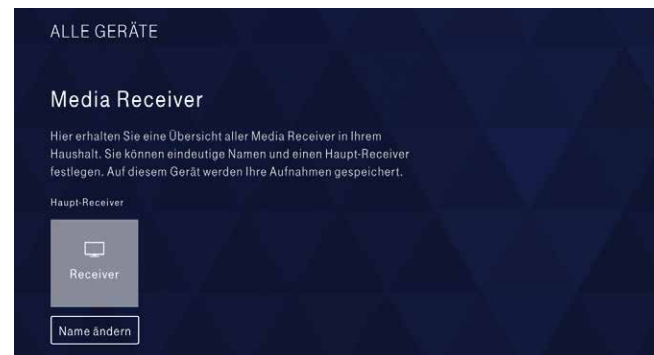 ALLE GERÄTE
Media Receiver
Hier erhalten Sie eine Übersicht aller Media Receiver in Ihrem
Haushalt. Sie können eindeutige Namen und einen Haupt-Receiver
festlegen. Auf diesem Gerät werden Ihre Aufnahmen gespeichert.
Haupt-Receiver
Receiver
Name ändern